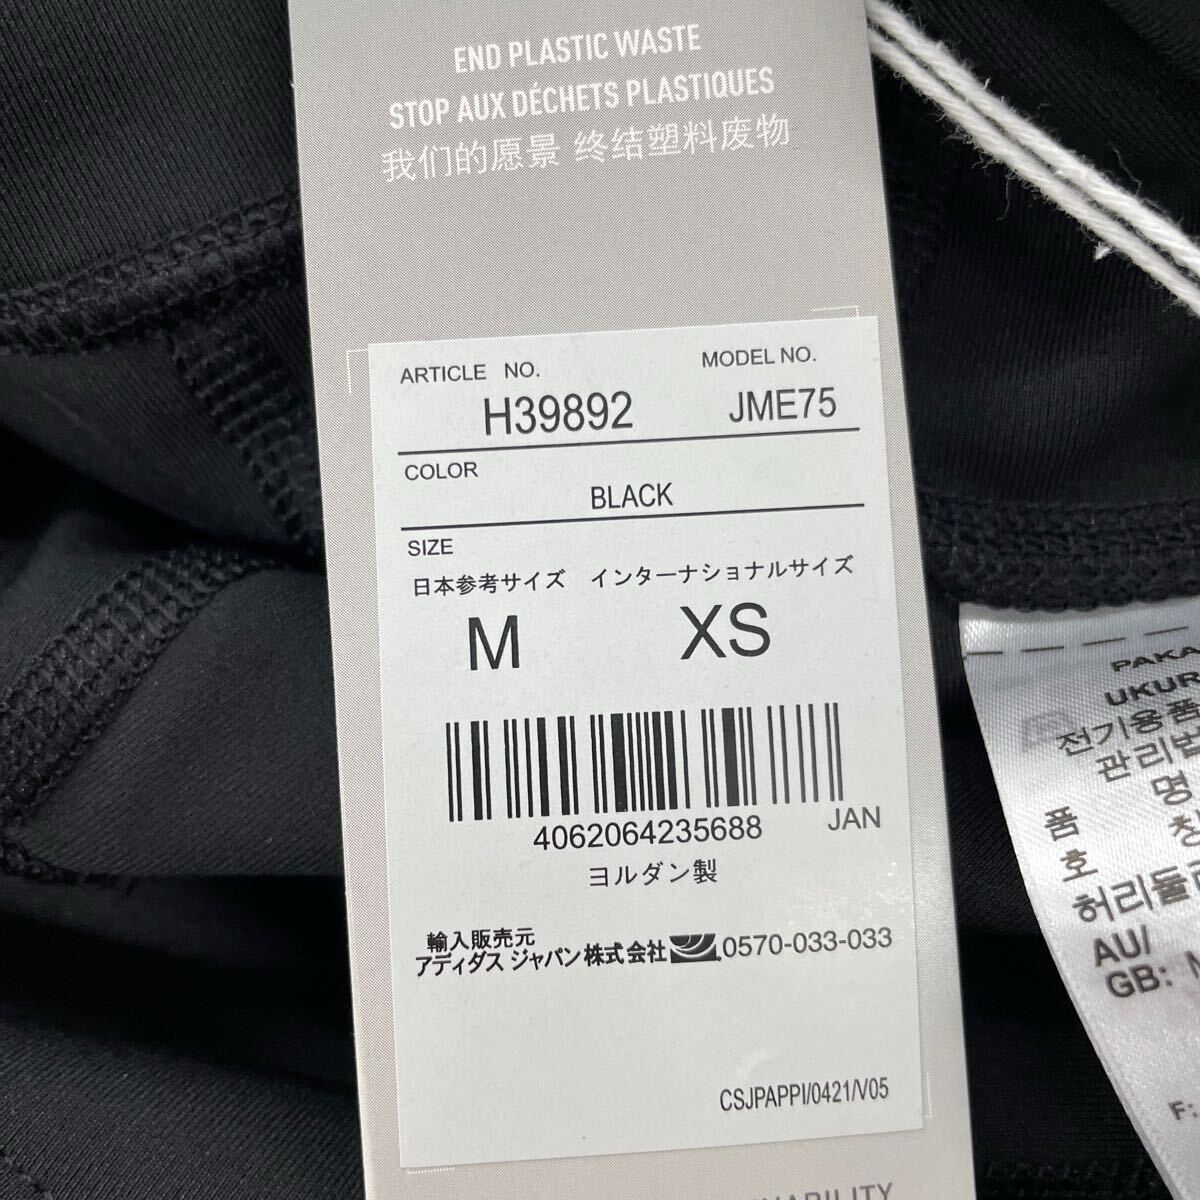 END PLASTIC WASTE
STOP AUX DÉCHETS PLASTIQUES
我们的愿景 终结塑料废物
ARTICLE NO.
MODEL NO.
H39892
JME75
COLOR
BLACK
SIZE
日本参考サイズ インターナショナルサイズ
M
XS
4062064235688
JAN
ヨルダン製
輸入販売元
アディダス ジャパン株式会社
0570-033-033
CSJPAPPI/0421/V05
PAKA
UKUR
전기용품
관리법
품 명
호 칭
허리둘레
AU/
GB:
F: